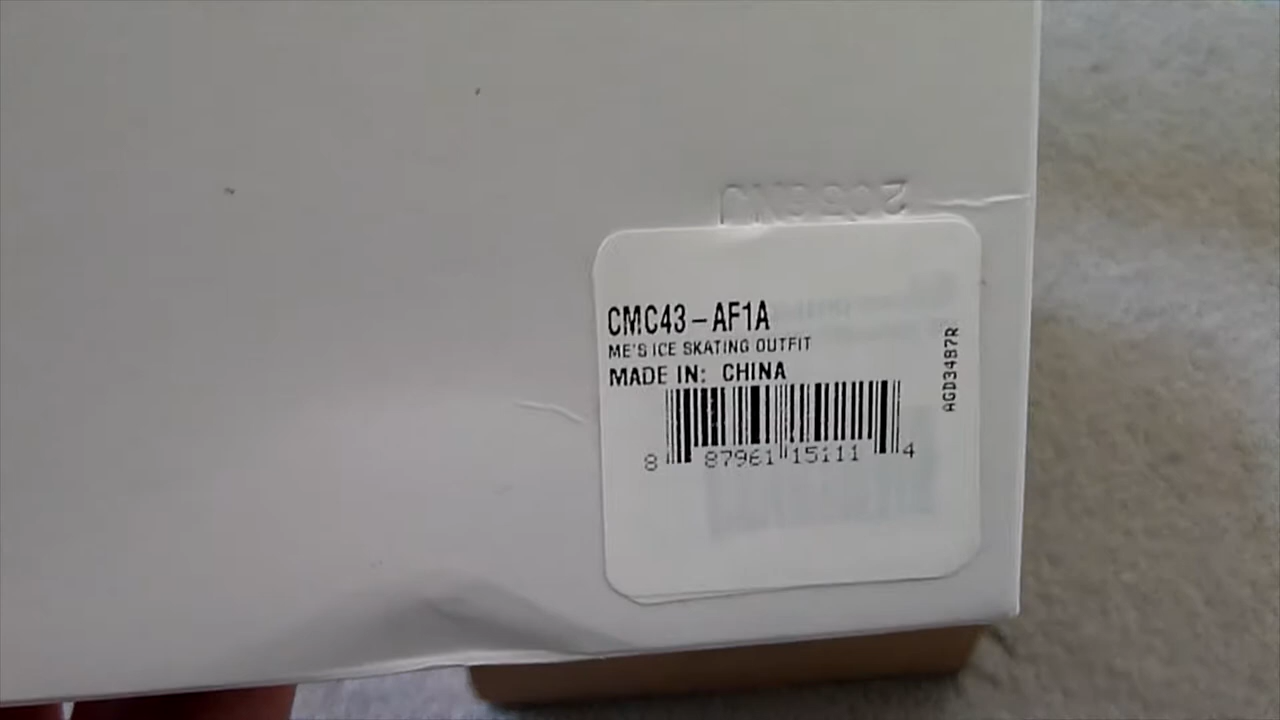 CMC43-AF1A
ME'S ICE SKATING OUTFIT
MADE IN: CHINA
8 87961 15111 4
AGD3487R